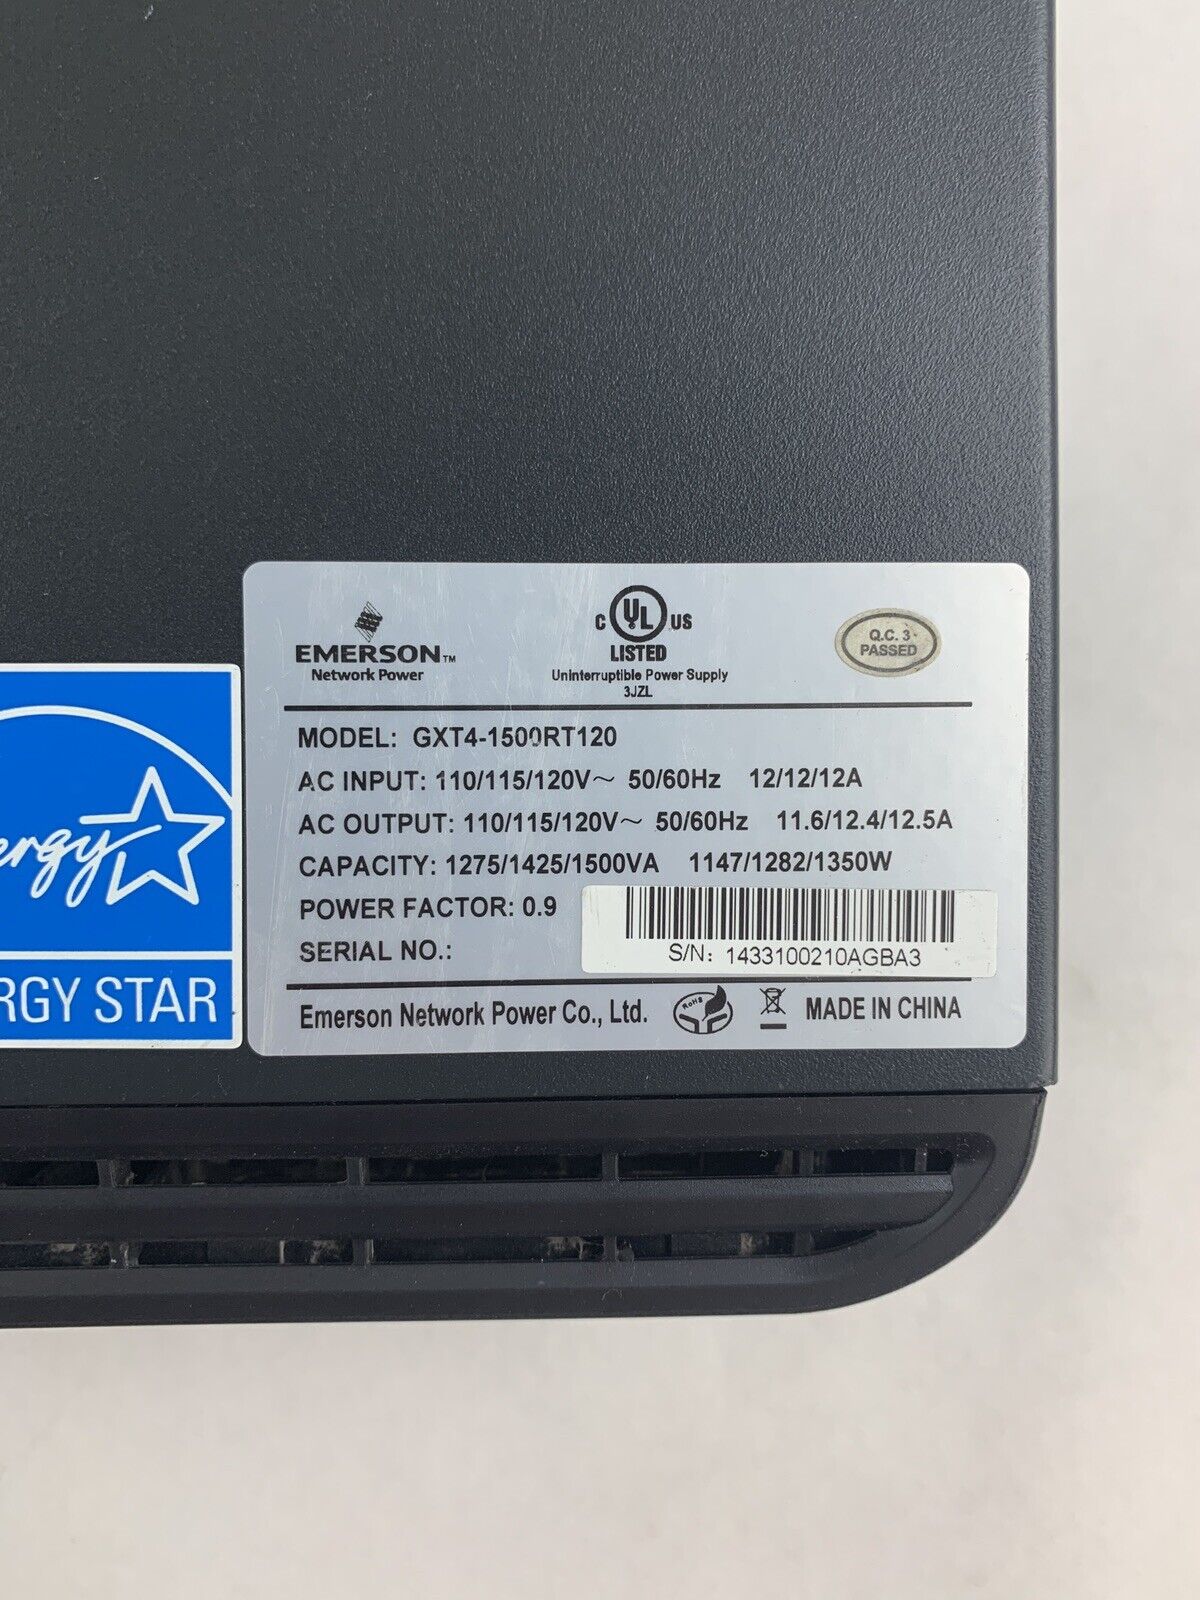 EMERSON™
Network Power
C UL US
LISTED
Uninterruptible Power Supply
3JZL
Q.C. 3
PASSED
MODEL: GXT4-1500RT120
AC INPUT: 110/115/120V~ 50/60Hz 12/12/12A
AC OUTPUT: 110/115/120V~ 50/60Hz 11.6/12.4/12.5A
CAPACITY: 1275/1425/1500VA 1147/1282/1350W
POWER FACTOR: 0.9
SERIAL NO.:
S/N: 1433100210AGBA3
Emerson Network Power Co., Ltd. RoHS MADE IN CHINA
ergy
RGY STAR